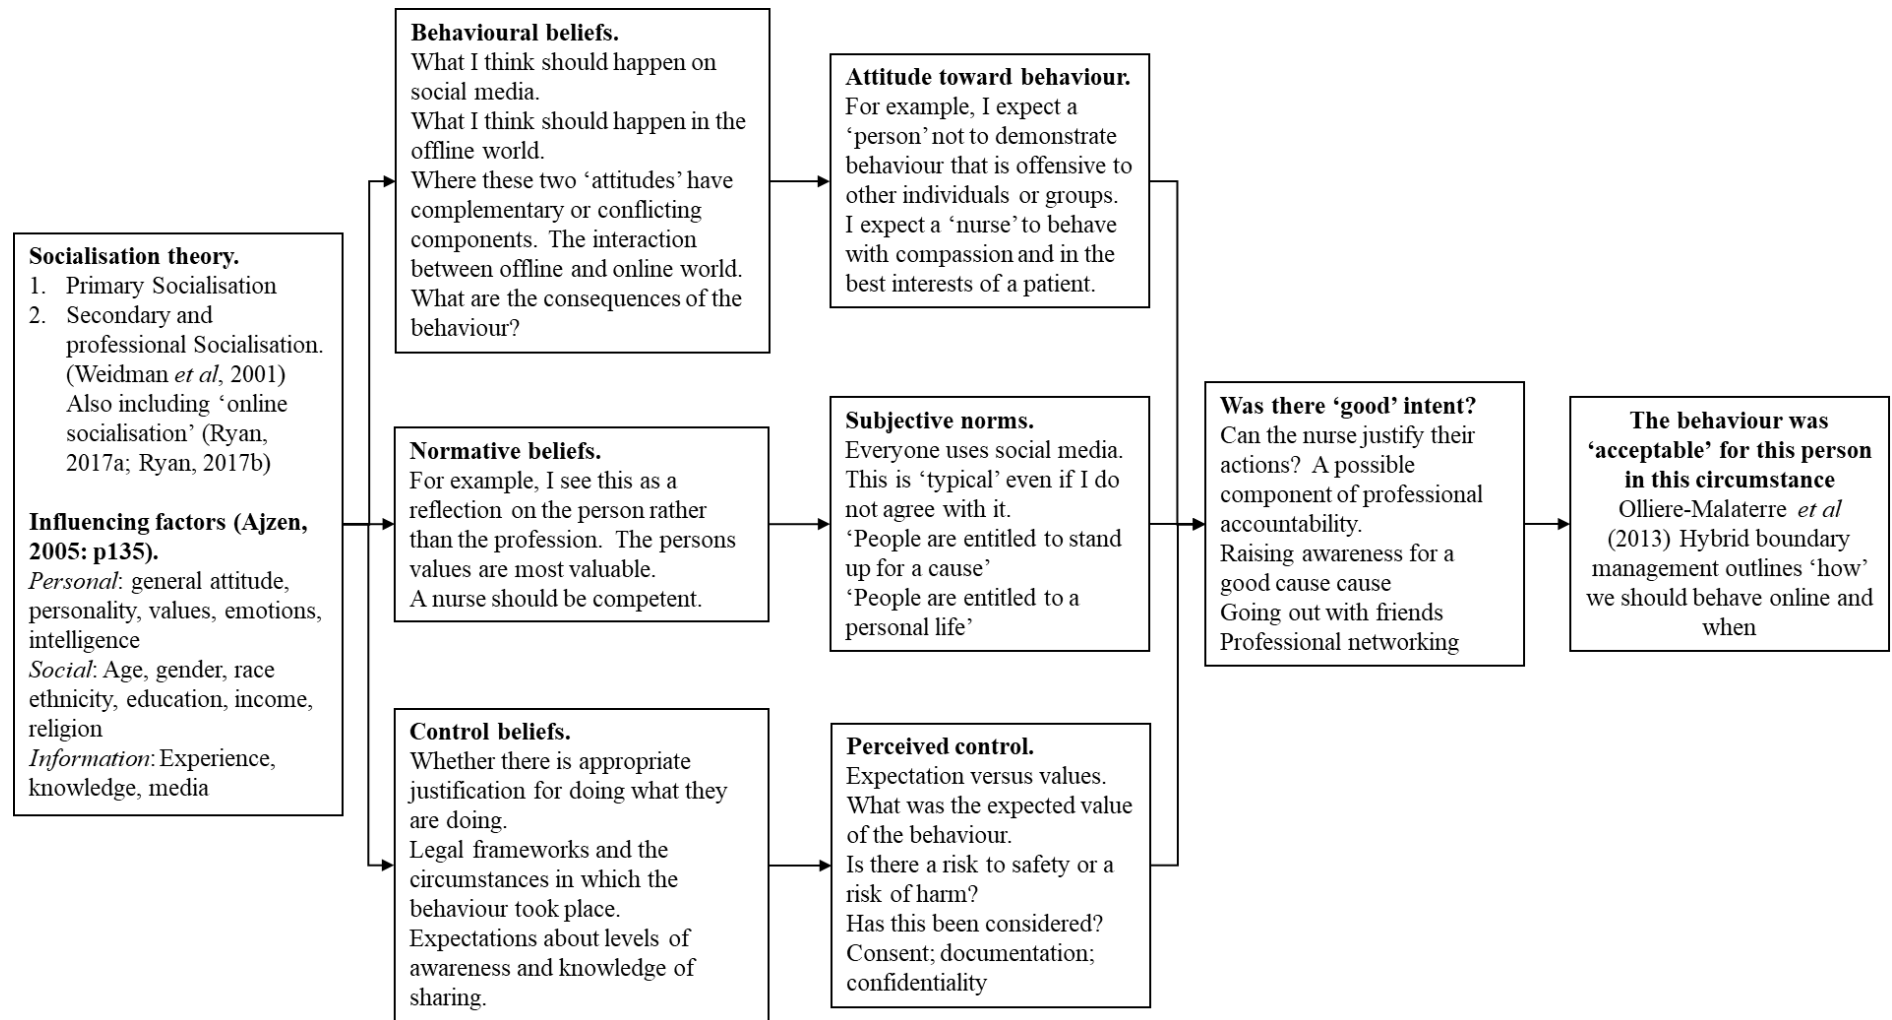 Socialisation theory.
1. Primary Socialisation
2. Secondary and
professional Socialisation.
(Weidman et al, 2001)
Also including ‘online
socialisation’ (Ryan,
2017a; Ryan, 2017b)
Influencing factors (Ajzen,
2005: p135).
Personal: general attitude,
personality, values, emotions,
intelligence
Social: Age, gender, race
ethnicity, education, income,
religion
Information: Experience,
knowledge, media
Behavioural beliefs.
What I think should happen on
social media.
What I think should happen in the
offline world.
Where these two ‘attitudes’ have
complementary or conflicting
components. The interaction
between offline and online world.
What are the consequences of the
behaviour?
Normative beliefs.
For example, I see this as a
reflection on the person rather
than the profession. The persons
values are most valuable.
A nurse should be competent.
Control beliefs.
Whether there is appropriate
justification for doing what they
are doing.
Legal frameworks and the
circumstances in which the
behaviour took place.
Expectations about levels of
awareness and knowledge of
sharing.
Attitude toward behaviour.
For example, I expect a
‘person’ not to demonstrate
behaviour that is offensive to
other individuals or groups.
I expect a ‘nurse’ to behave
with compassion and in the
best interests of a patient.
Subjective norms.
Everyone uses social media.
This is ‘typical’ even if I do
not agree with it.
‘People are entitled to stand
up for a cause’
‘People are entitled to a
personal life’
Perceived control.
Expectation versus values.
What was the expected value
of the behaviour.
Is there a risk to safety or a
risk of harm?
Has this been considered?
Consent; documentation;
confidentiality
Was there ‘good’ intent?
Can the nurse justify their
actions? A possible
component of professional
accountability.
Raising awareness for a
good cause cause
Going out with friends
Professional networking
The behaviour was
‘acceptable’ for this person
in this circumstance
Olliere-Malaterre et al
(2013) Hybrid boundary
management outlines ‘how’
we should behave online and
when